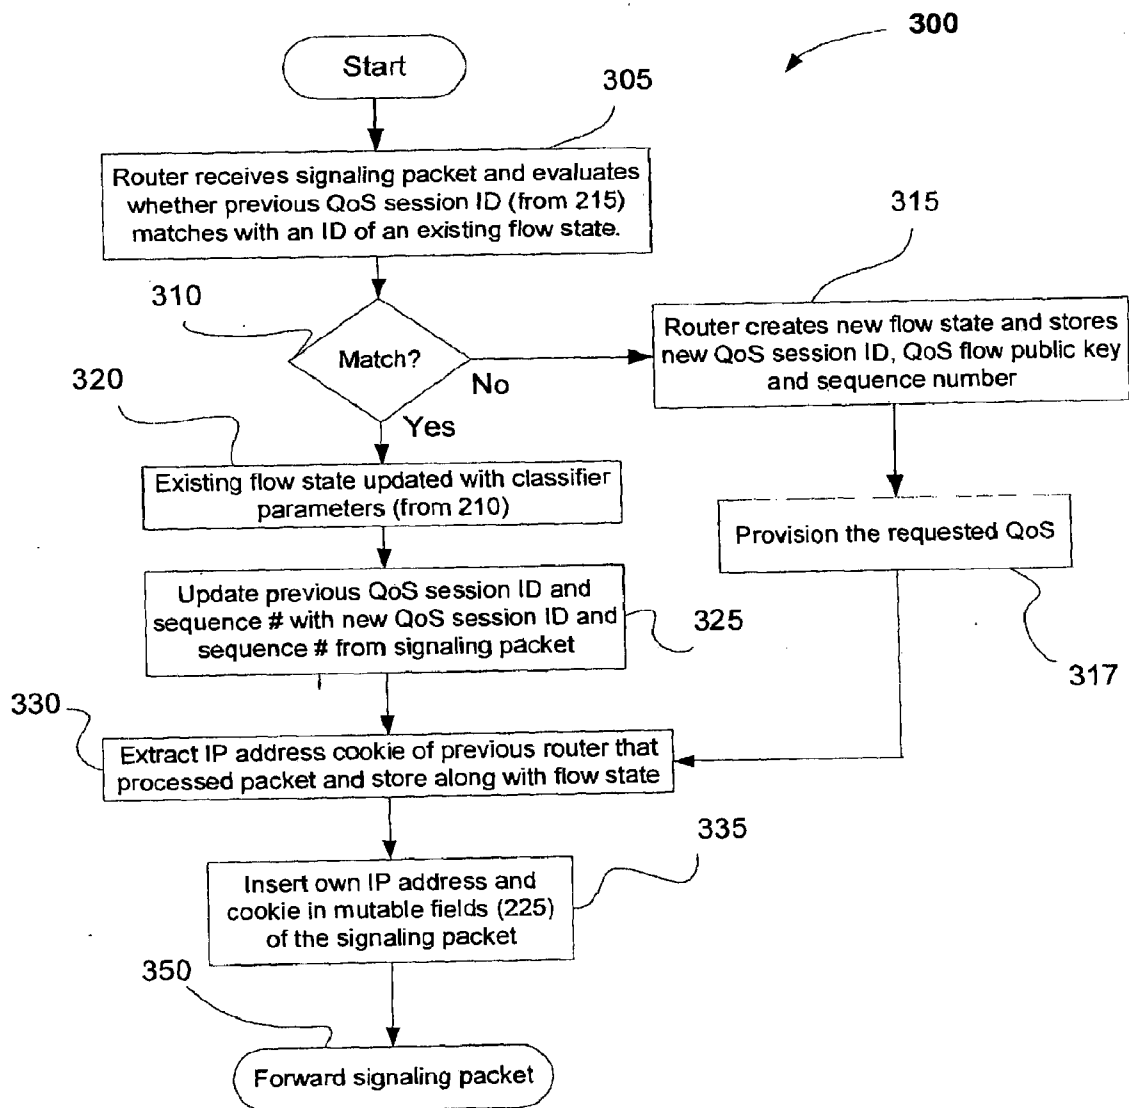 300
Start
305
Router receives signaling packet and evaluates
whether previous QoS session ID (from 215)
matches with an ID of an existing flow state.
310
Match?
No
Yes
315
Router creates new flow state and stores
new QoS session ID, QoS flow public key
and sequence number
320
Existing flow state updated with classifier
parameters (from 210)
Provision the requested QoS
317
Update previous QoS session ID and
sequence # with new QoS session ID and
sequence # from signaling packet
325
330
Extract IP address cookie of previous router that
processed packet and store along with flow state
335
Insert own IP address and
cookie in mutable fields (225)
of the signaling packet
350
Forward signaling packet